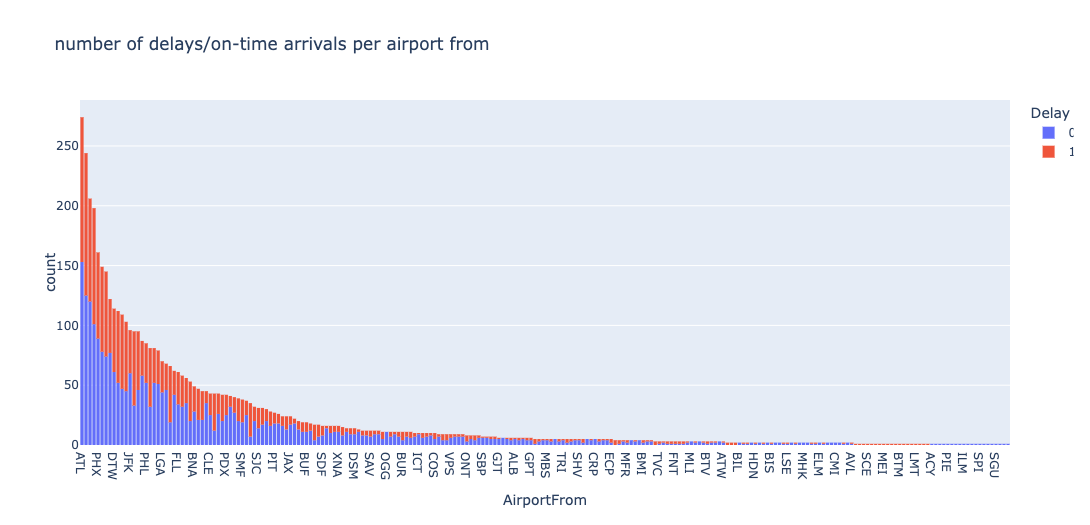 number of delays/on-time arrivals per airport from
Delay
0
1
250
200
150
100
50
0
count
ATL
PHX
DTW
JFK
PHL
LGA
FLL
BNA
CLE
PDX
SMF
SJC
PIT
JAX
BUF
SDF
XNA
DSM
SAV
OGG
BUR
ICT
COS
VPS
ONT
SBP
GJT
ALB
GPT
MBS
TRI
SHV
CRP
ECP
MFR
BMI
TVC
FNT
MLI
BTV
ATW
BIL
HDN
BIS
LSE
MHK
ELM
CMI
AVL
SCE
MEI
BTM
LMT
ACY
PIE
ILM
SPI
SGU
AirportFrom